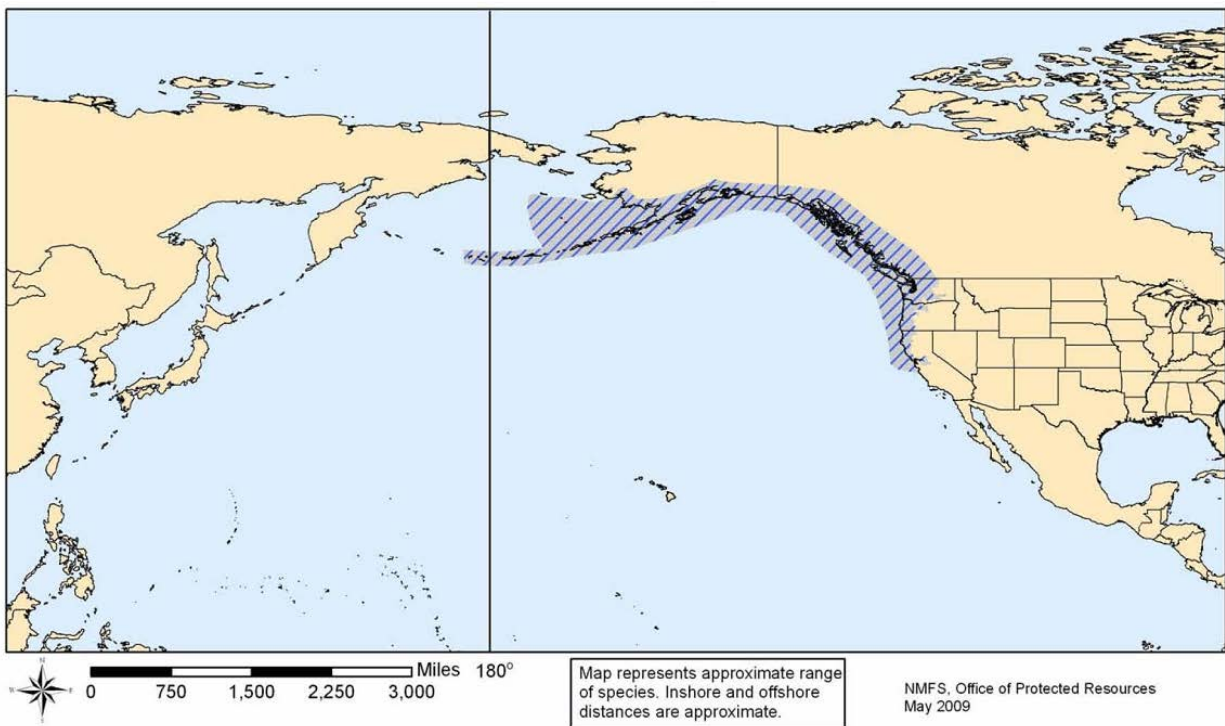 N
W
E
S
Miles
180°
0
750
1,500
2,250
3,000
Map represents approximate range
of species. Inshore and offshore
distances are approximate.
NMFS, Office of Protected Resources
May 2009